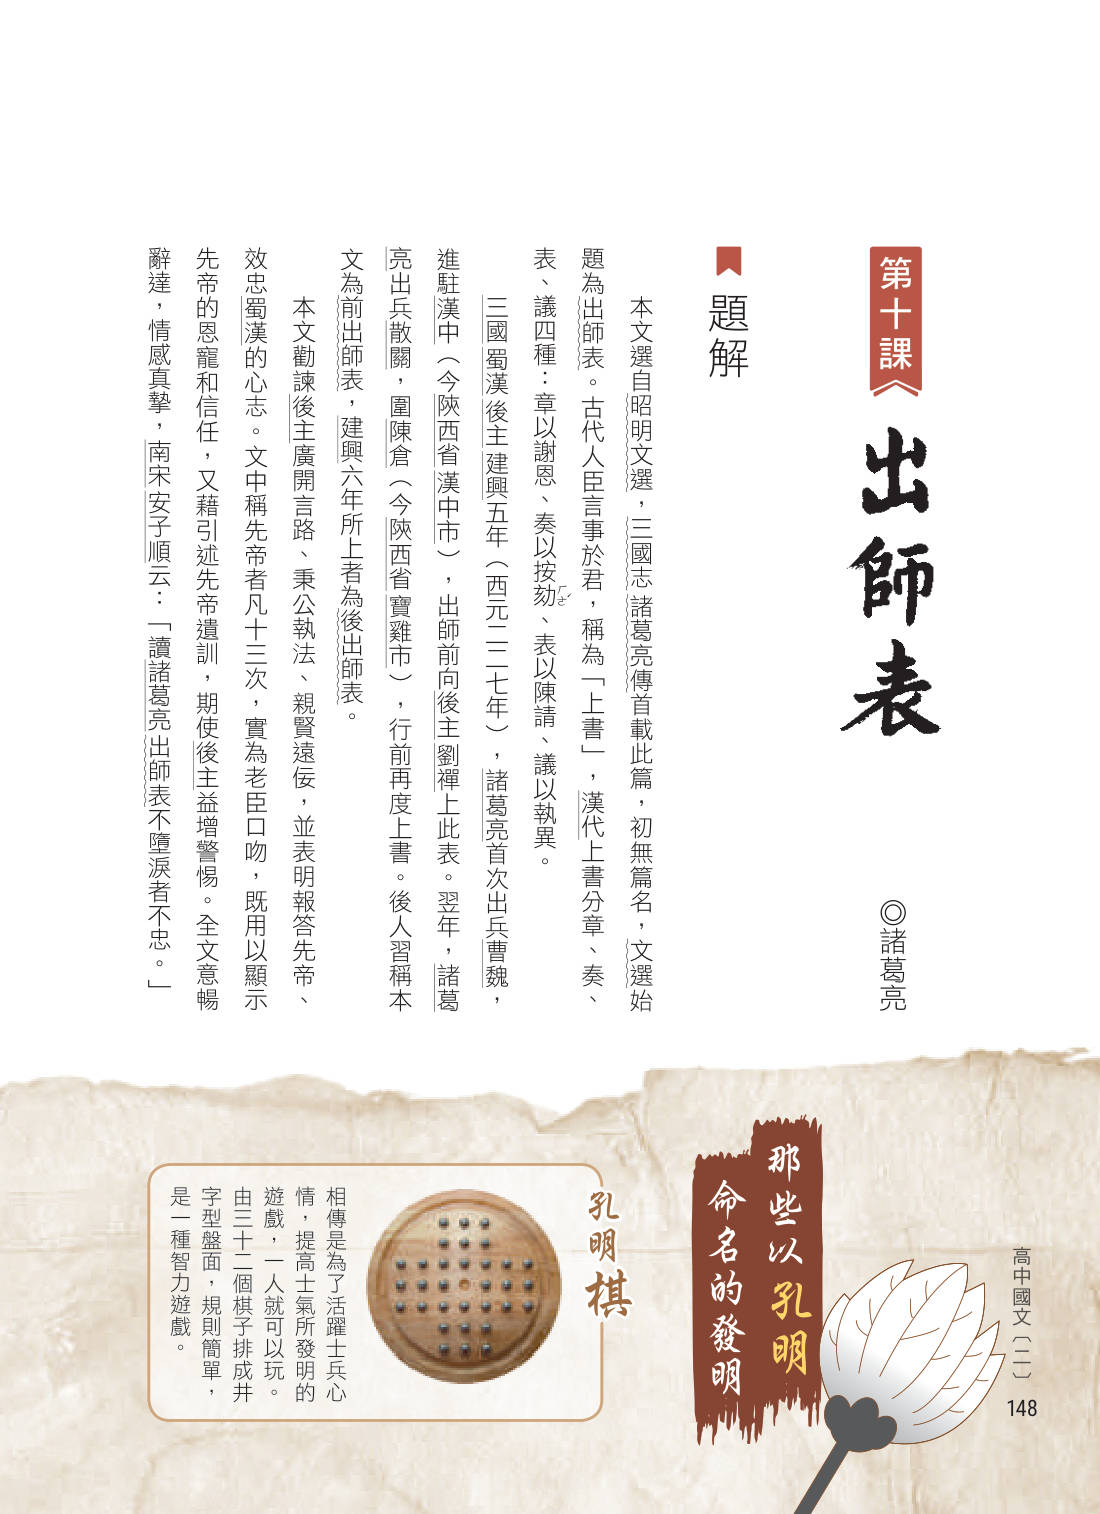 第十課
出師表
◎諸葛亮
題解
本文選自昭明文選，三國志諸葛亮傳首載此篇，初無篇名，文選始
題為出師表。古代人臣言事於君，稱為「上書」，漢代上書分章、奏、
表、議四種：章以謝恩、奏以按劾、表以陳請、議以執異。
ㄏㄜˊ
三國蜀漢後主建興五年（西元二二七年），諸葛亮首次出兵曹魏，
進駐漢中（今陝西省漢中市），出師前向後主劉禪上此表。翌年，諸葛
亮出兵散關，圍陳倉（今陝西省寶雞市），行前再度上書。後人習稱本
文為前出師表，建興六年所上者為後出師表。
本文勸諫後主廣開言路、秉公執法、親賢遠佞，並表明報答先帝、
效忠蜀漢的心志。文中稱先帝者凡十三次，實為老臣口吻，既用以顯示
先帝的恩寵和信任，又藉引述先帝遺訓，期使後主益增警惕。全文意暢
辭達，情感真摯，南宋安子順云：「讀諸葛亮出師表不墮淚者不忠。」
高中國文〔二〕
148
那些以孔明
命名的發明
孔明棋
相傳是為了活躍士兵心
情，提高士氣所發明的
遊戲，一人就可以玩。
由三十二個棋子排成井
字型盤面，規則簡單，
是一種智力遊戲。